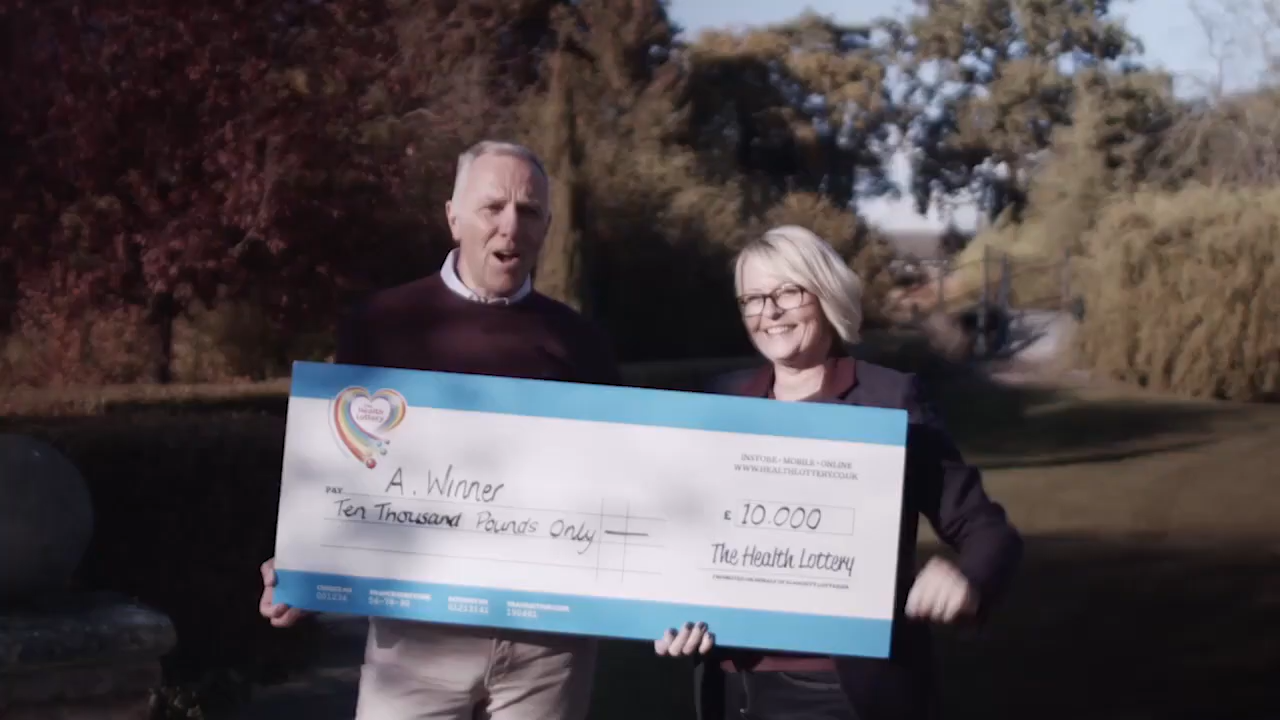 The
Health
Lottery
INSTORE • MOBILE • ONLINE
WWW.HEALTHLOTTERY.CO.UK
PAY A. Winner
Ten Thousand Pounds Only
£ 10.000
The Health Lottery